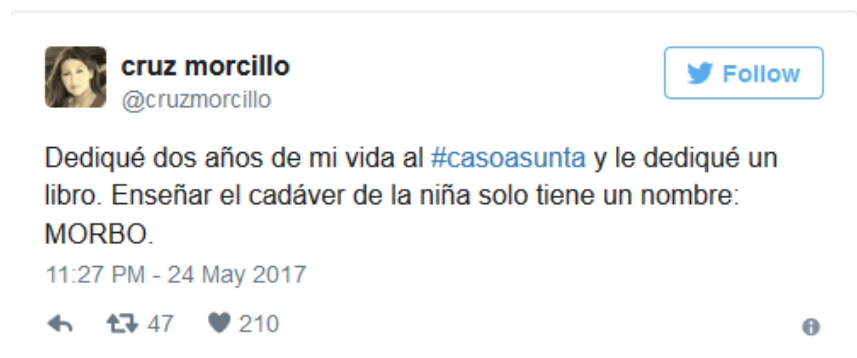 cruz morcillo
@cruzmorcillo
Follow
Dediqué dos años de mi vida al #casoasunta y le dediqué un
libro. Enseñar el cadáver de la niña solo tiene un nombre:
MORBO.
11:27 PM - 24 May 2017
47 210